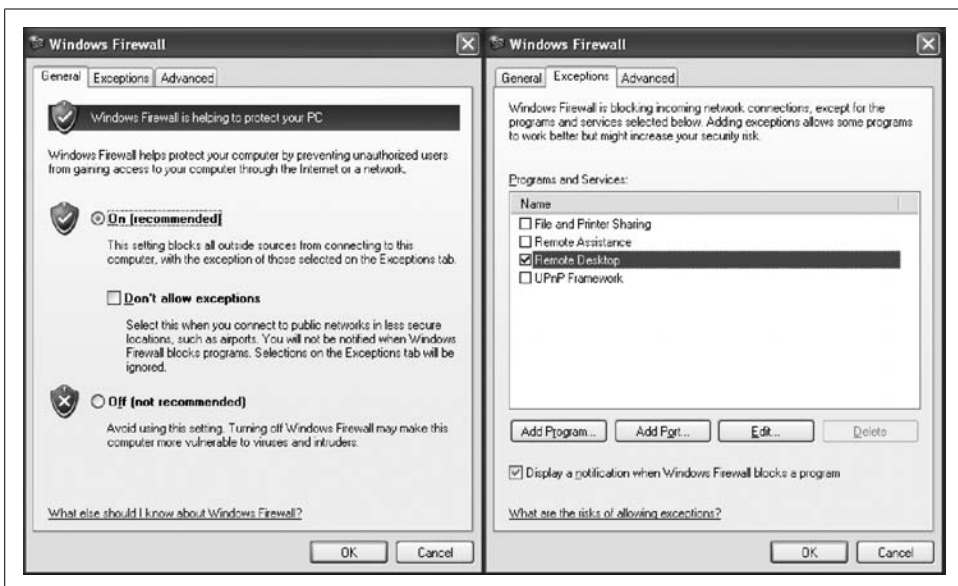 Windows Firewall
General Exceptions Advanced
Windows Firewall is helping to protect your PC
Windows Firewall helps protect your computer by preventing unauthorized users
from gaining access to your computer through the Internet or a network.
On (recommended)
This setting blocks all outside sources from connecting to this
computer, with the exception of those selected on the Exceptions tab.
Don't allow exceptions
Select this when you connect to public networks in less secure
locations, such as airports. You will not be notified when Windows
Firewall blocks programs. Selections on the Exceptions tab will be
ignored.
Off (not recommended)
Avoid using this setting. Turning off Windows Firewall may make this
computer more vulnerable to viruses and intruders.
What else should I know about Windows Firewall?
OK Cancel
Windows Firewall
General Exceptions Advanced
Windows Firewall is blocking incoming network connections, except for the
programs and services selected below. Adding exceptions allows some programs
to work better but might increase your security risk.
Programs and Services:
Name
File and Printer Sharing
Remote Assistance
Remote Desktop
UPnP Framework
Add Program... Add Port... Edit... Delete
Display a notification when Windows Firewall blocks a program
What are the risks of allowing exceptions?
OK Cancel